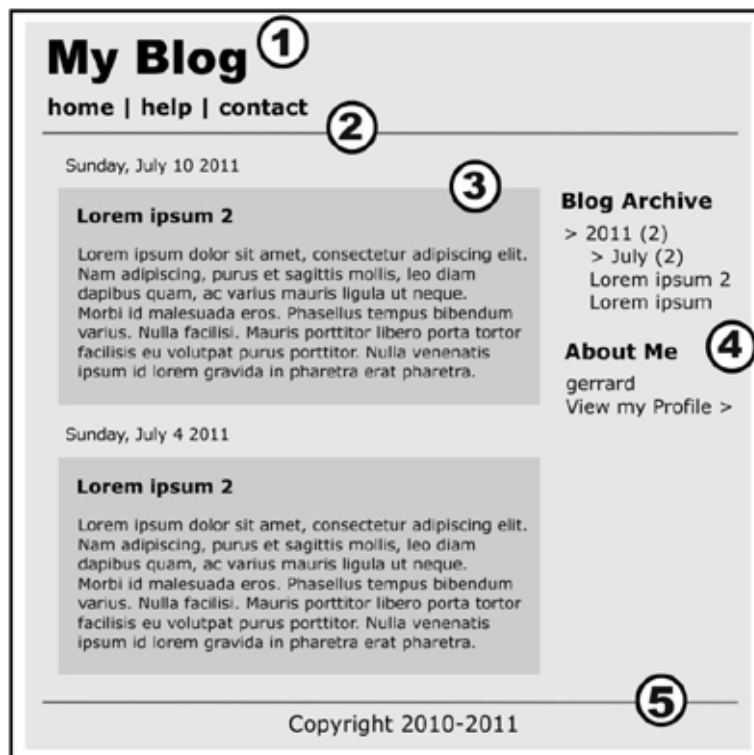 My Blog 1
home | help | contact
2
Sunday, July 10 2011
3
Lorem ipsum 2
Lorem ipsum dolor sit amet, consectetur adipiscing elit.
Nam adipiscing, purus et sagittis mollis, leo diam
dapibus quam, ac varius mauris ligula ut neque.
Morbi id malesuada eros. Phasellus tempus bibendum
varius. Nulla facilisi. Mauris porttitor libero porta tortor
facilisis eu volutpat purus porttitor. Nulla venenatis
ipsum id lorem gravida in pharetra erat pharetra.
Sunday, July 4 2011
Lorem ipsum 2
Lorem ipsum dolor sit amet, consectetur adipiscing elit.
Nam adipiscing, purus et sagittis mollis, leo diam
dapibus quam, ac varius mauris ligula ut neque.
Morbi id malesuada eros. Phasellus tempus bibendum
varius. Nulla facilisi. Mauris porttitor libero porta tortor
facilisis eu volutpat purus porttitor. Nulla venenatis
ipsum id lorem gravida in pharetra erat pharetra.
Blog Archive
> 2011 (2)
> July (2)
Lorem ipsum 2
Lorem ipsum
About Me 4
gerrard
View my Profile >
5
Copyright 2010-2011